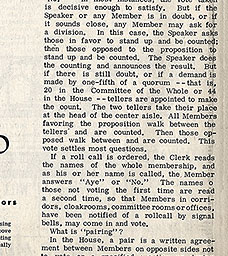 is decisive enough to satisfy. But if the
Speaker or any Member is in doubt, or if
it sounds close, any Member may ask for
a division. In this case, the Speaker asks
those in favor to stand up and be counted;
then those opposed to the proposition to
stand up and be counted. The Speaker does
the counting and announces the result. But
if there is still doubt, or if a demand is
made by one-fifth of a quorum -- that is,
20 in the Committee of the Whole or 44
in the House -- tellers are appointed to make
the count. The two tellers take their place
at the head of center aisle. All Members
favoring the proposition walk between the
tellers and are counted. Then those op-
posed walk between and are counted. This
vote settles most questions.
If a roll call is ordered, the Clerk reads
the names of the whole membership, and
as his or her name is called, the Member
answers "Aye" or "No." The names o
those not voting the first time are read
a second time, so that Members in corri-
dors, cloakrooms, committee rooms or offices,
have been notified of a rollcall by signal
bells, may come in and vote.
What is "pairing"?
In the House, a pair is a written agree-
ment between Members on opposite sides not
ors